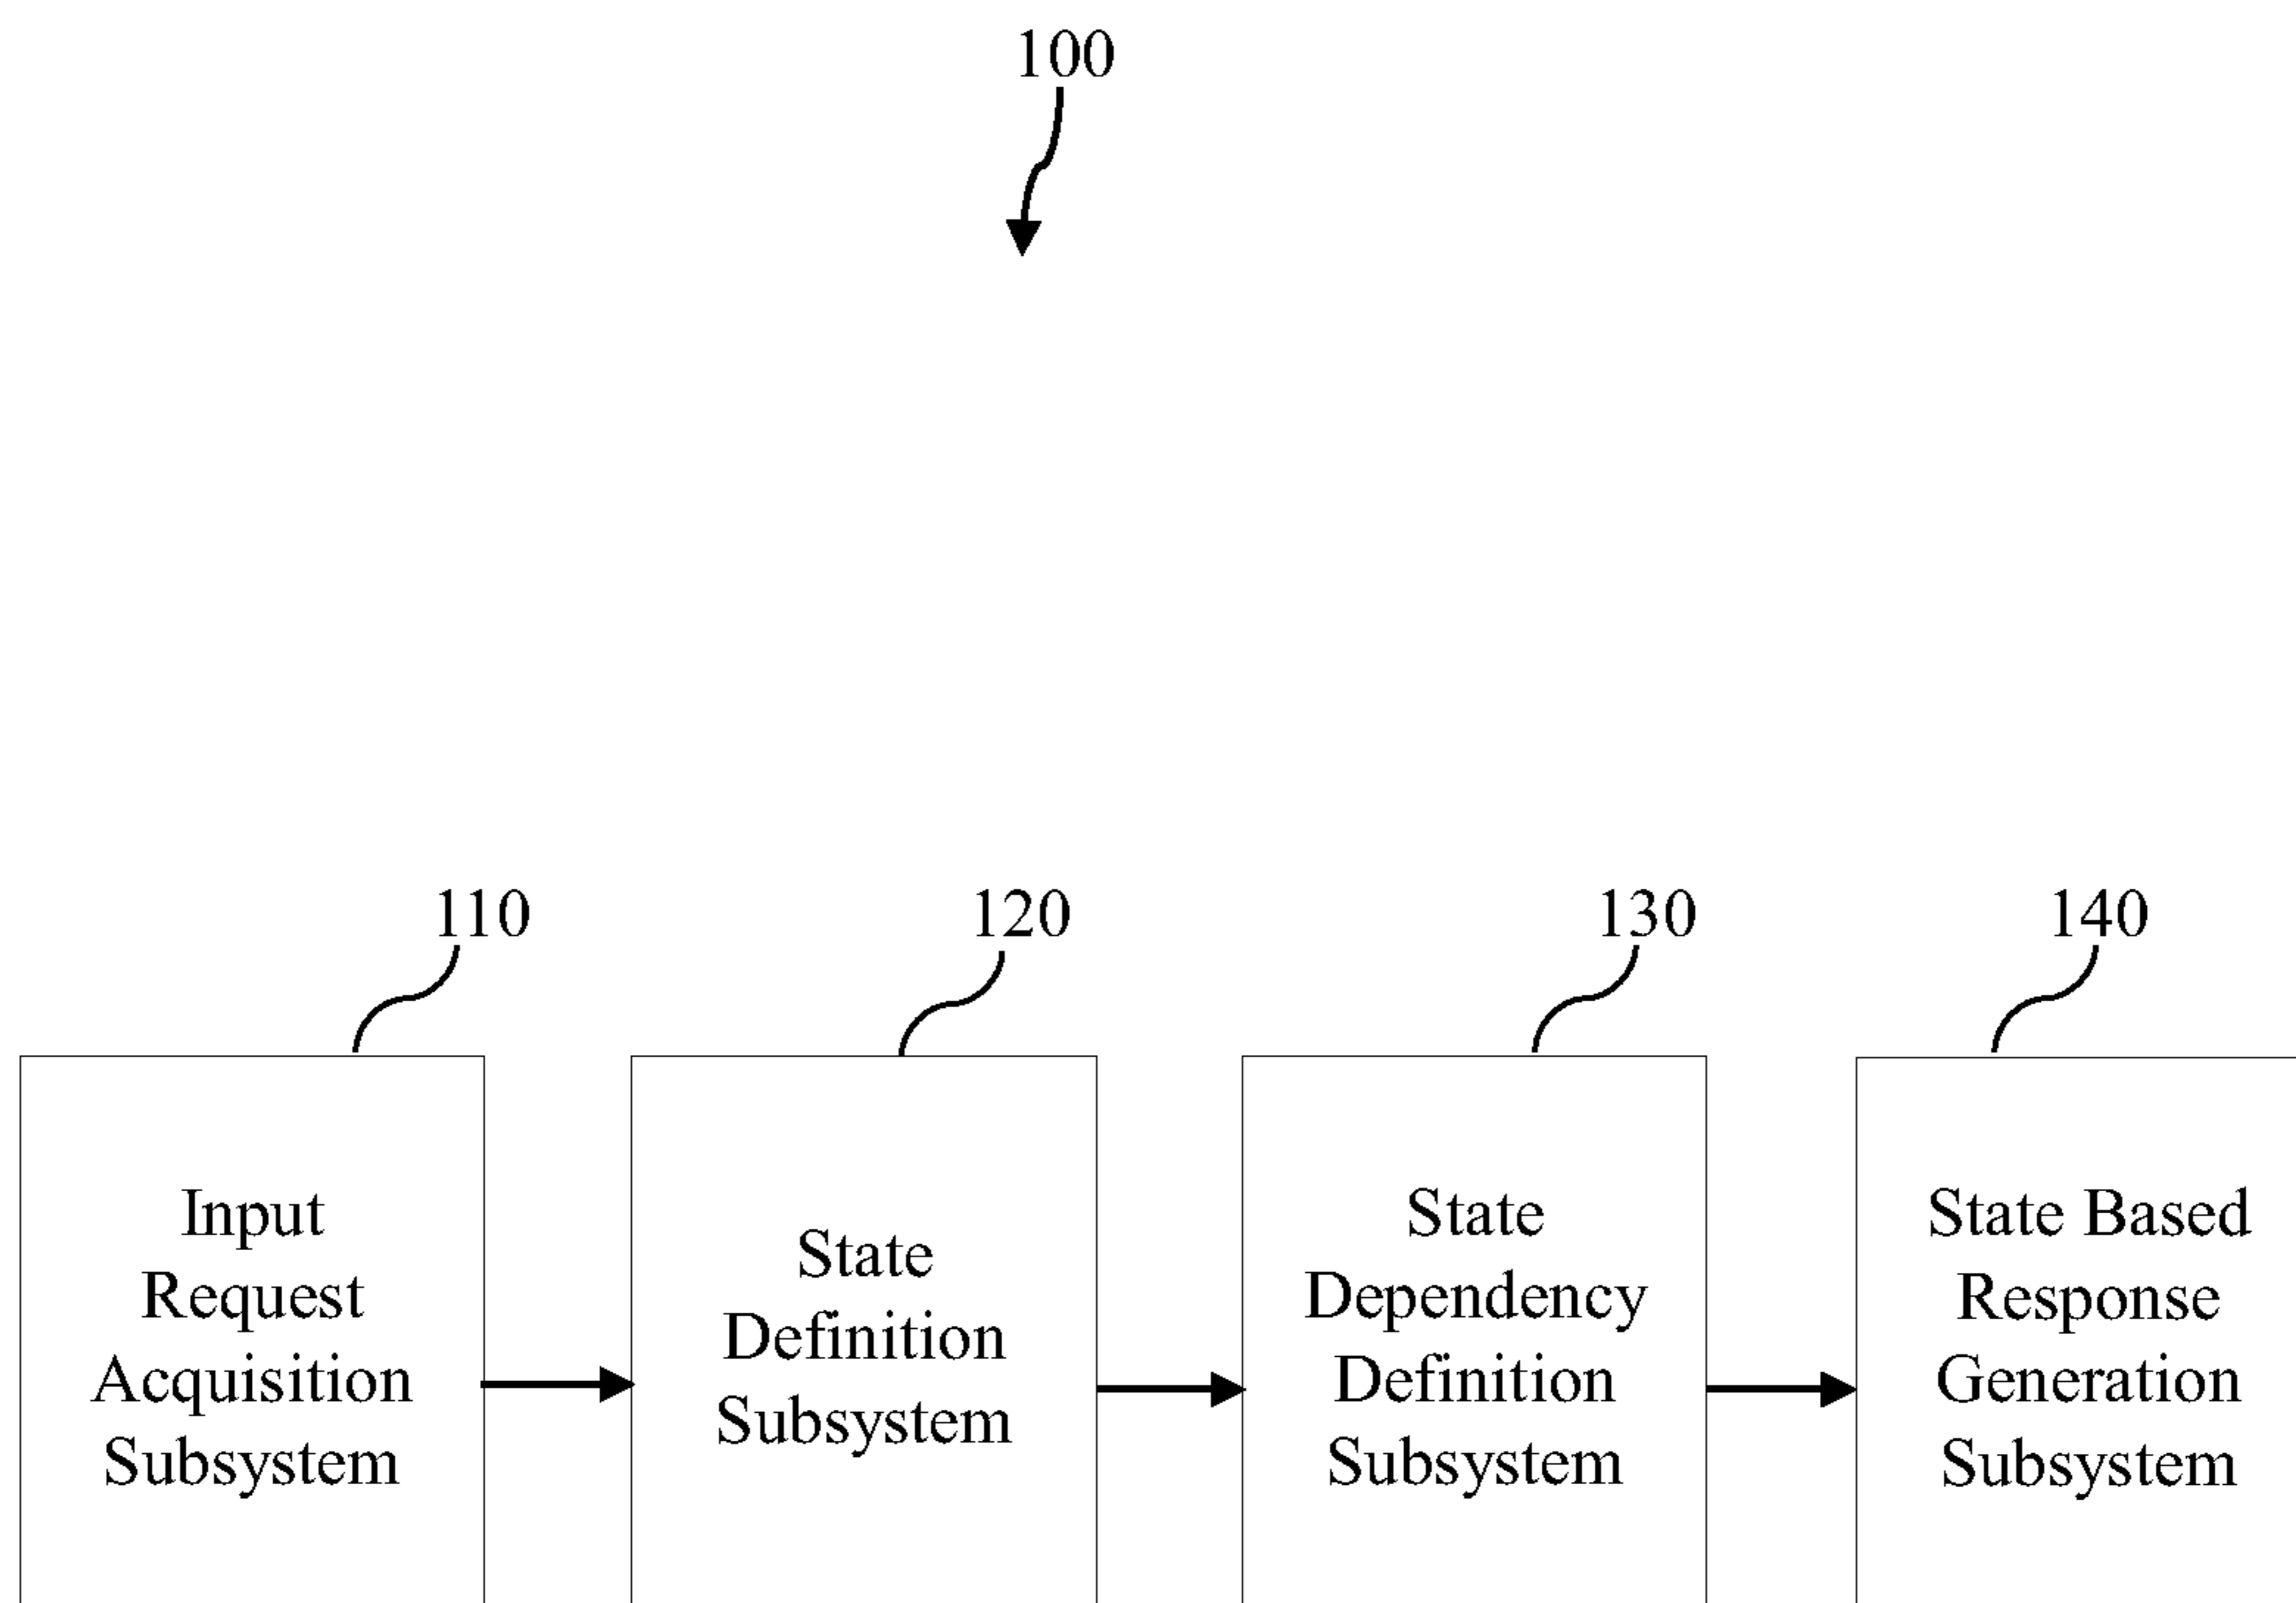 100
110
120
130
140
Input
Request
Acquisition
Subsystem
State
Definition
Subsystem
State
Dependency
Definition
Subsystem
State Based
Response
Generation
Subsystem